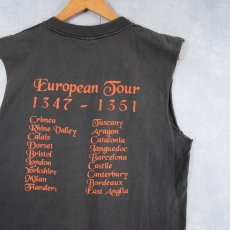 European Tour
1347 - 1351
Crimea
Rhine Valley
Calais
Dorset
Bristol
London
Yorkshire
Milan
Flanders
Tuscany
Aragon
Catalonia
Languedoc
Barcelona
Castile
Canterbury
Bordeaux
East Anglia